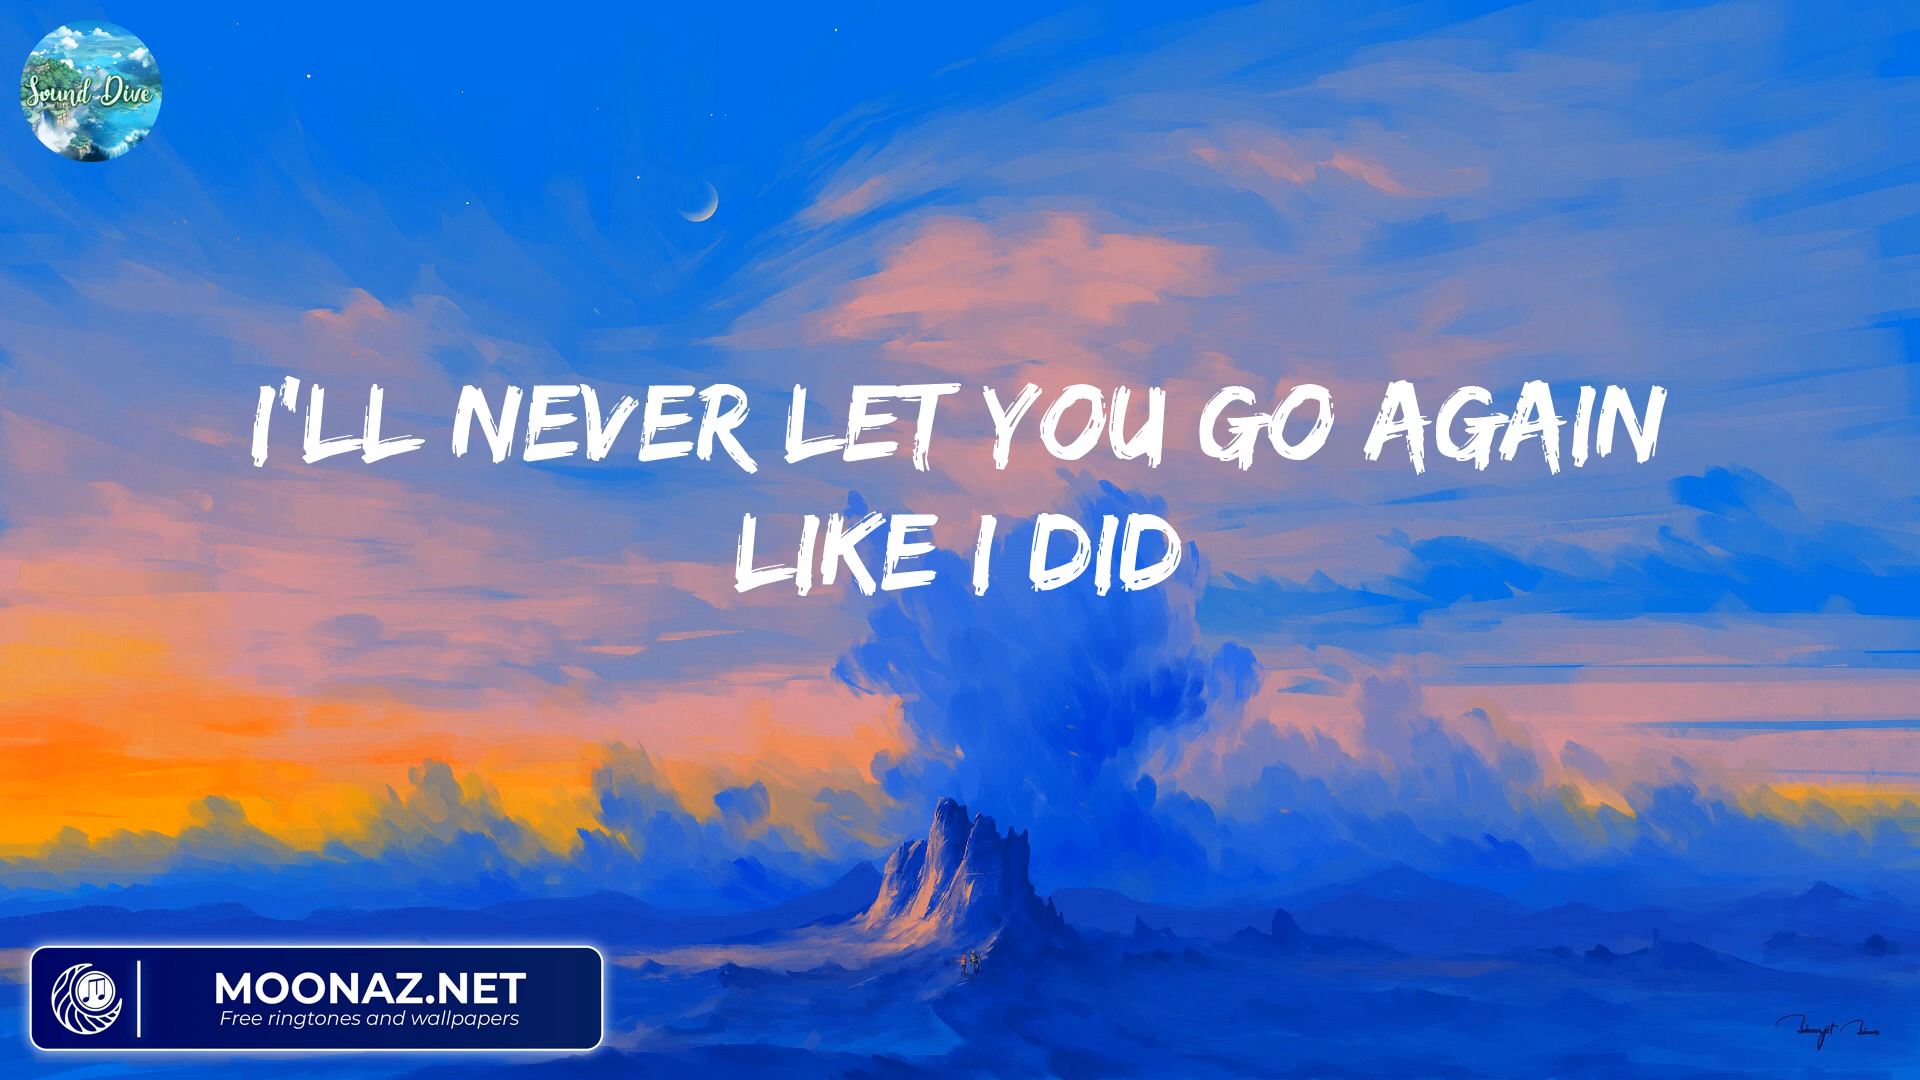 Sound Dive
I'LL NEVER LET YOU GO AGAIN
LIKE I DID
MOONAZ.NET
Free ringtones and wallpapers